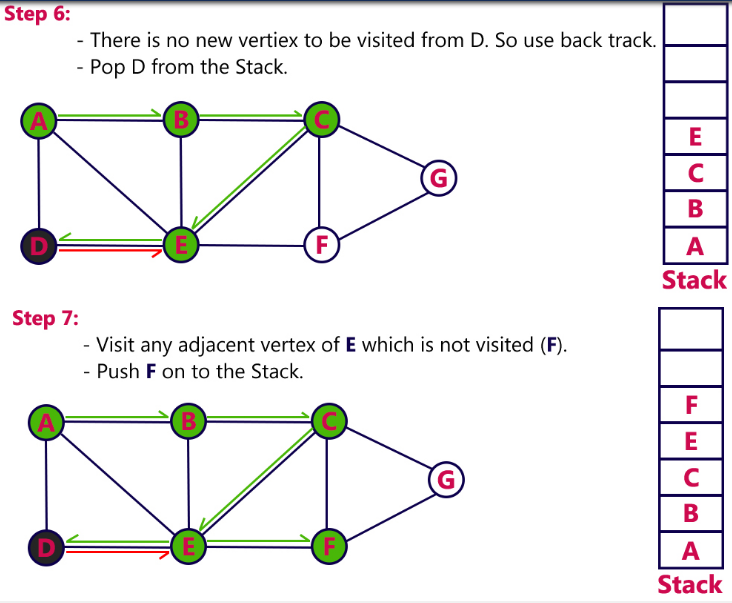 Step 6:
- There is no new vertiex to be visited from D. So use back track.
- Pop D from the Stack.
A
B
C
G
D
E
F
E
C
B
A
Stack
Step 7:
- Visit any adjacent vertex of E which is not visited (F).
- Push F on to the Stack.
A
B
C
G
D
E
F
F
E
C
B
A
Stack